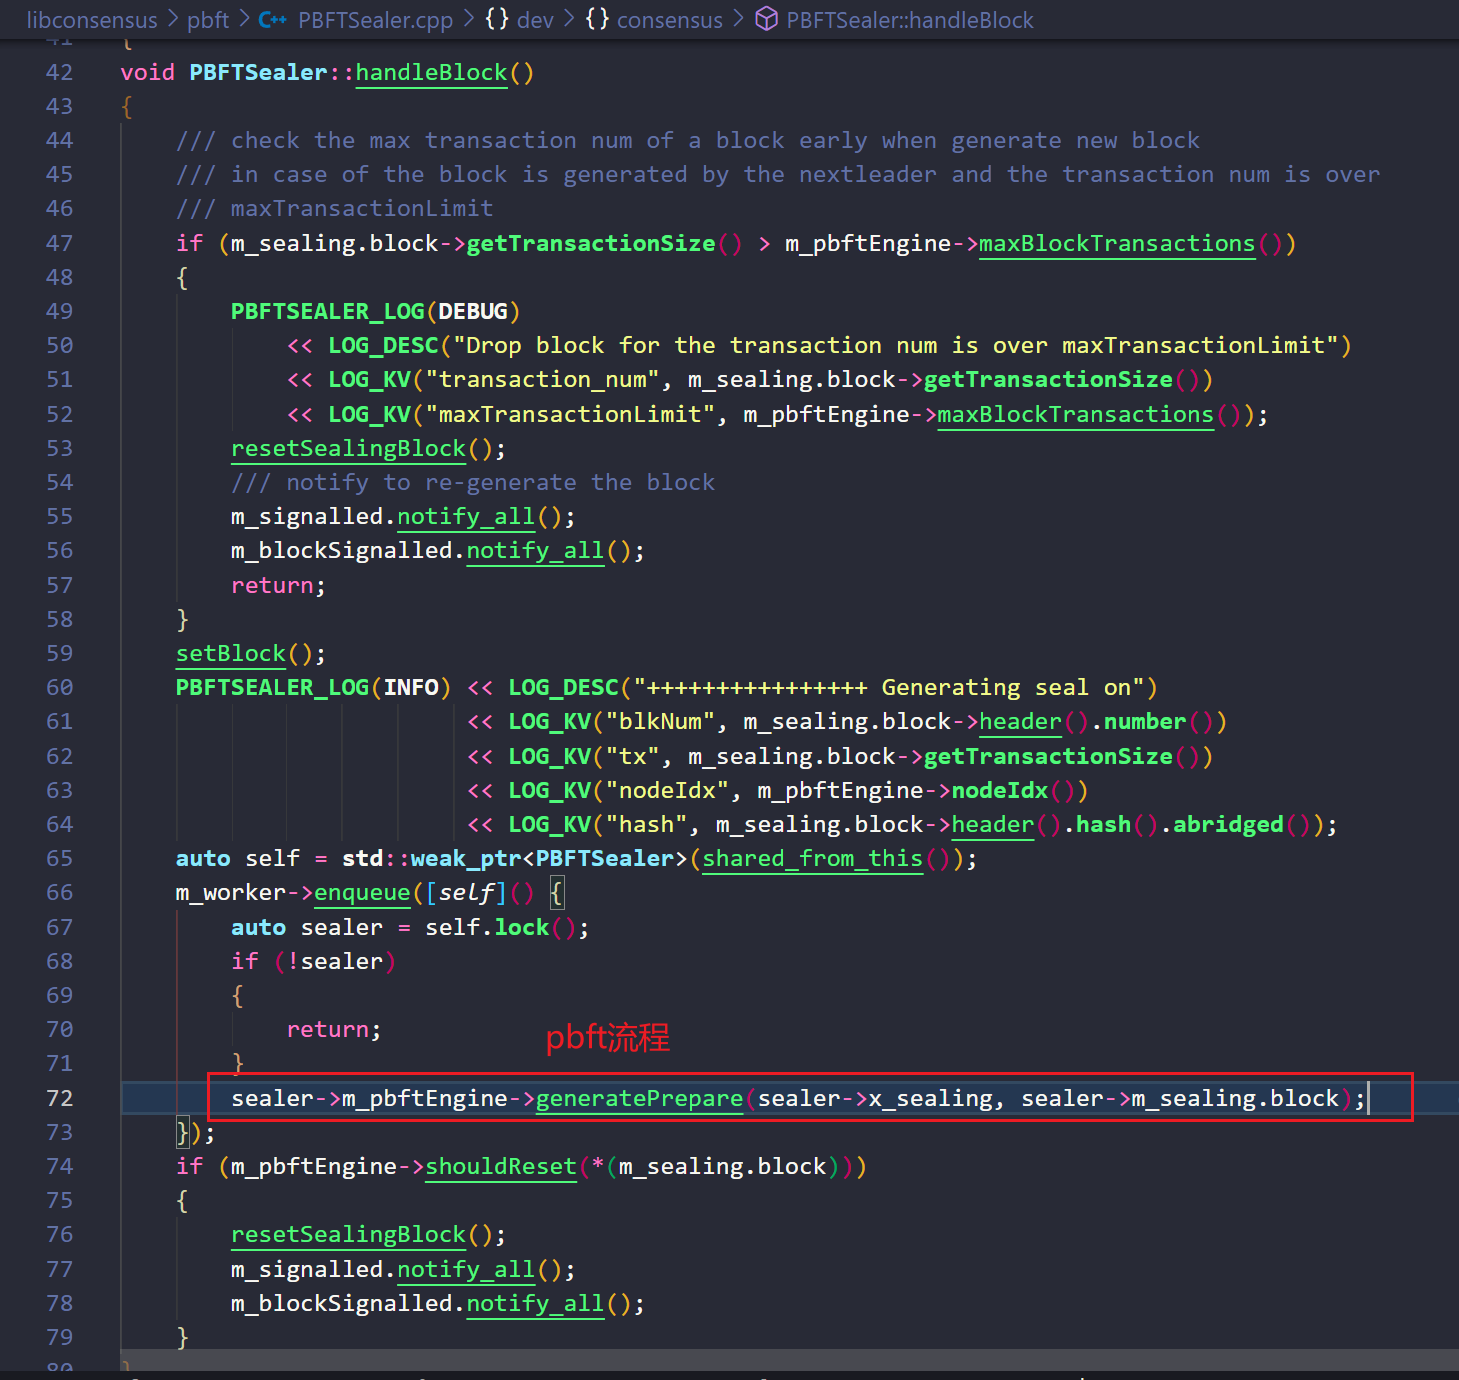 libconsensus > pbft > C++ PBFTSealer.cpp > {} dev > {} consensus > PBFTSealer::handleBlock
41 {
42 void PBFTSealer::handleBlock()
43 {
44 /// check the max transaction num of a block early when generate new block
45 /// in case of the block is generated by the nextleader and the transaction num is over
46 /// maxTransactionLimit
47 if (m_sealing.block->getTransactionSize() > m_pbftEngine->maxBlockTransactions())
48 {
49 PBFTSEALER_LOG(DEBUG)
50 << LOG_DESC("Drop block for the transaction num is over maxTransactionLimit")
51 << LOG_KV("transaction_num", m_sealing.block->getTransactionSize())
52 << LOG_KV("maxTransactionLimit", m_pbftEngine->maxBlockTransactions());
53 resetSealingBlock();
54 /// notify to re-generate the block
55 m_signalled.notify_all();
56 m_blockSignalled.notify_all();
57 return;
58 }
59 setBlock();
60 PBFTSEALER_LOG(INFO) << LOG_DESC("++++++++++++++++ Generating seal on")
61 << LOG_KV("blkNum", m_sealing.block->header().number())
62 << LOG_KV("tx", m_sealing.block->getTransactionSize())
63 << LOG_KV("nodeIdx", m_pbftEngine->nodeIdx())
64 << LOG_KV("hash", m_sealing.block->header().hash().abridged());
65 auto self = std::weak_ptr<PBFTSealer>(shared_from_this());
66 m_worker->enqueue([self]() {
67 auto sealer = self.lock();
68 if (!sealer)
69 {
70 return;
pbft流程
71 }
72 sealer->m_pbftEngine->generatePrepare(sealer->x_sealing, sealer->m_sealing.block);
73 });
74 if (m_pbftEngine->shouldReset(*(m_sealing.block)))
75 {
76 resetSealingBlock();
77 m_signalled.notify_all();
78 m_blockSignalled.notify_all();
79 }
80 }